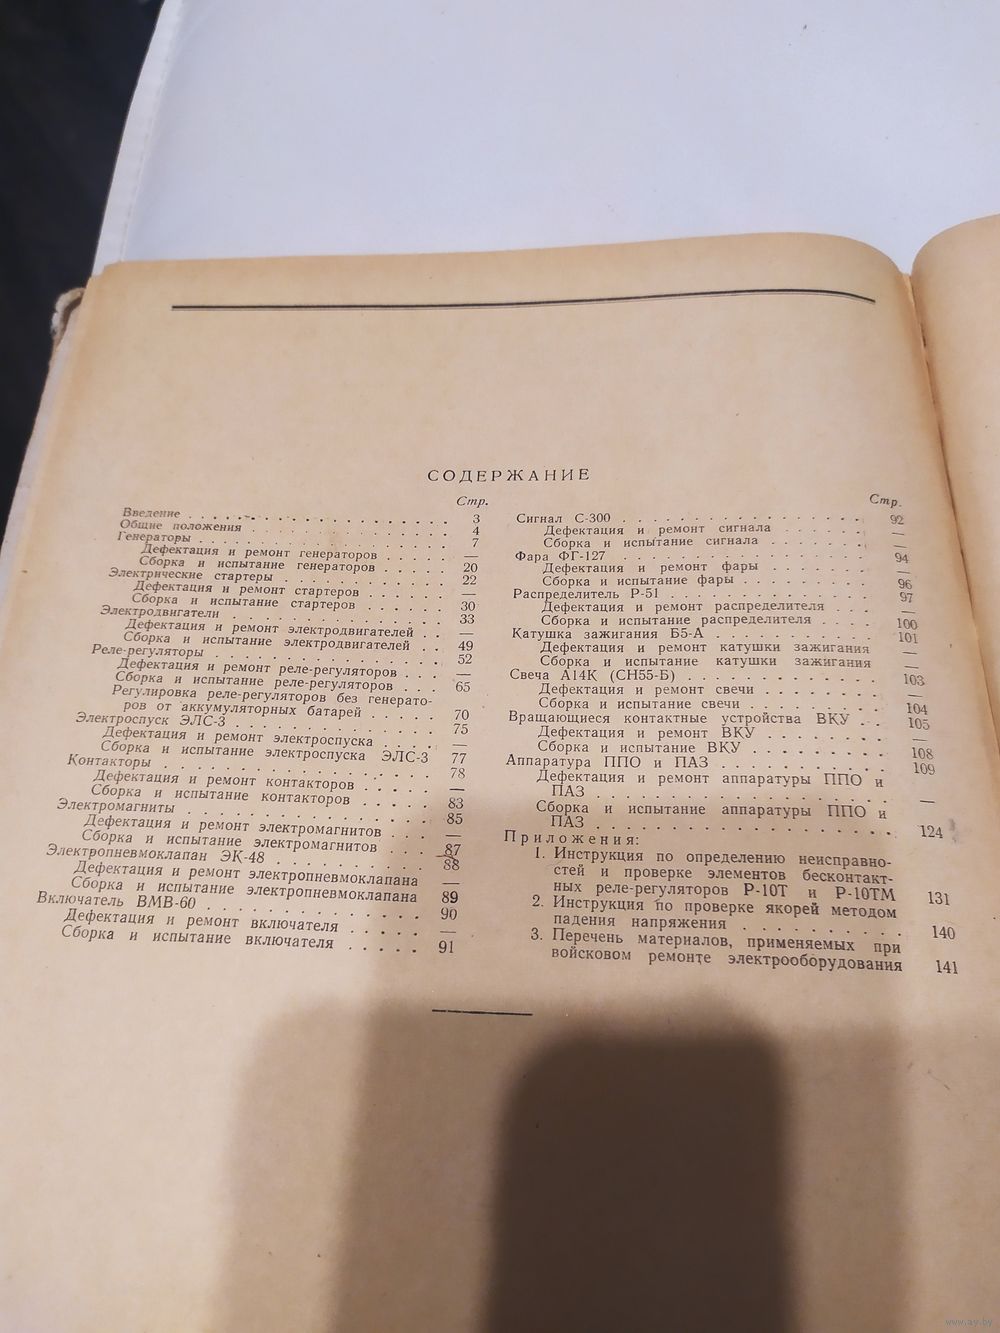 СОДЕРЖАНИЕ
Стр.
Введение . . . . . . . . . . . . . . . . 3
Общие положения . . . . . . . . . . . . 4
Генераторы . . . . . . . . . . . . . . . 7
Дефектация и ремонт генераторов . . . . . —
Сборка и испытание генераторов . . . . . 20
Электрические стартеры . . . . . . . . . 22
Дефектация и ремонт стартеров . . . . . . —
Сборка и испытание стартеров . . . . . . 30
Электродвигатели . . . . . . . . . . . . 33
Дефектация и ремонт электродвигателей . . —
Сборка и испытание электродвигателей . . 49
Реле-регуляторы . . . . . . . . . . . . . 52
Дефектация и ремонт реле-регуляторов . . . —
Сборка и испытание реле-регуляторов . . . 65
Регулировка реле-регуляторов без генерато-
ров от аккумуляторных батарей . . . . . 70
Электроспуск ЭЛС-3 . . . . . . . . . . . 75
Дефектация и ремонт электроспуска . . . . —
Сборка и испытание электроспуска ЭЛС-3 77
Контакторы . . . . . . . . . . . . . . . 78
Дефектация и ремонт контакторов . . . . . —
Сборка и испытание контакторов . . . . . 83
Электромагниты . . . . . . . . . . . . . 85
Дефектация и ремонт электромагнитов . . . —
Сборка и испытание электромагнитов . . . 87
Электропневмоклапан ЭК-48 . . . . . . . . 88
Дефектация и ремонт электропневмоклапана —
Сборка и испытание электропневмоклапана 89
Включатель ВМВ-60 . . . . . . . . . . . . 90
Дефектация и ремонт включателя . . . . . —
Сборка и испытание включателя . . . . . 91
Стр.
Сигнал С-300 . . . . . . . . . . . . . . 92
Дефектация и ремонт сигнала . . . . . . —
Сборка и испытание сигнала . . . . . . . —
Фара ФГ-127 . . . . . . . . . . . . . . 94
Дефектация и ремонт фары . . . . . . . . —
Сборка и испытание фары . . . . . . . . 96
Распределитель Р-51 . . . . . . . . . . 97
Дефектация и ремонт распределителя . . . —
Сборка и испытание распределителя . . . . 100
Катушка зажигания Б5-А . . . . . . . . . 101
Дефектация и ремонт катушки зажигания —
Сборка и испытание катушки зажигания —
Свеча А14К (СН55-Б) . . . . . . . . . . 103
Дефектация и ремонт свечи . . . . . . . —
Сборка и испытание свечи . . . . . . . . 104
Вращающиеся контактные устройства ВКУ . . 105
Дефектация и ремонт ВКУ . . . . . . . . —
Сборка и испытание ВКУ . . . . . . . . . 108
Аппаратура ППО и ПАЗ . . . . . . . . . . 109
Дефектация и ремонт аппаратуры ППО и
ПАЗ . . . . . . . . . . . . . . . . . . —
Сборка и испытание аппаратуры ППО и
ПАЗ . . . . . . . . . . . . . . . . . . 124
Приложения:
1. Инструкция по определению неисправно-
стей и проверке элементов бесконтакт-
ных реле-регуляторов Р-10Т и Р-10ТМ 131
2. Инструкция по проверке якорей методом
падения напряжения . . . . . . . . . . 140
3. Перечень материалов, применяемых при
войсковом ремонте электрооборудования 141
www.ay.by